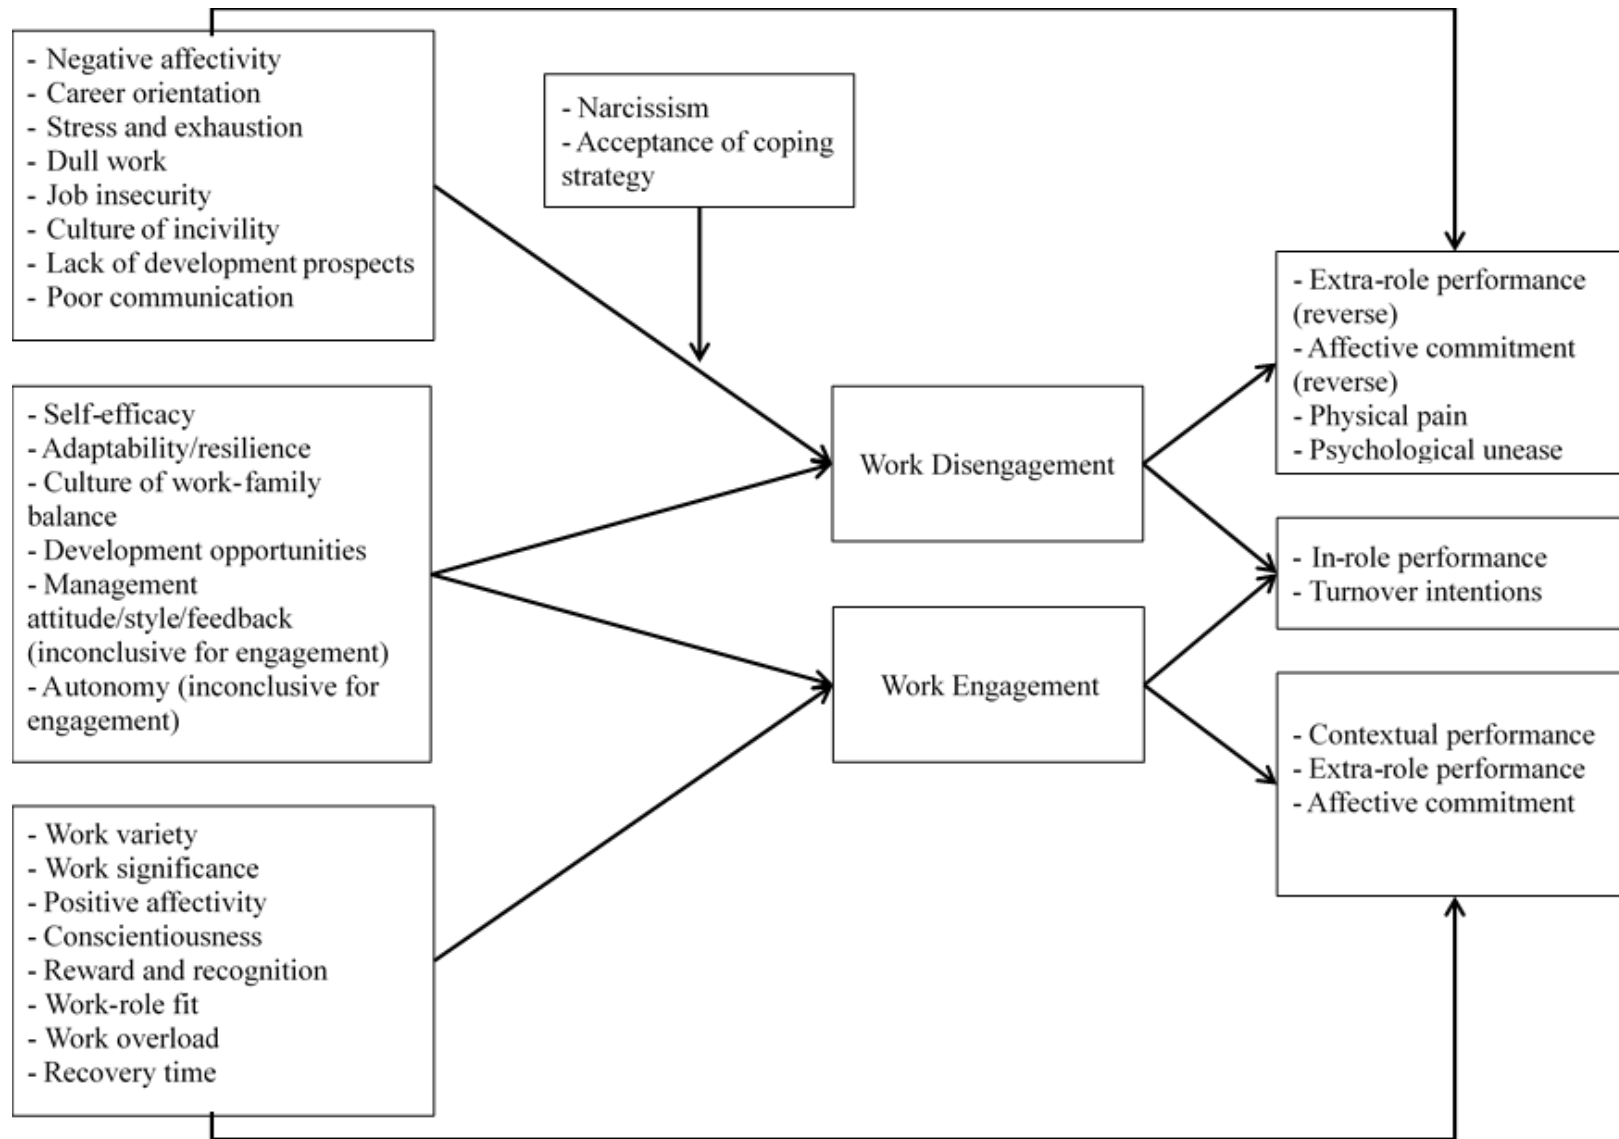 - Negative affectivity
- Career orientation
- Stress and exhaustion
- Dull work
- Job insecurity
- Culture of incivility
- Lack of development prospects
- Poor communication
- Narcissism
- Acceptance of coping
strategy
- Self-efficacy
- Adaptability/resilience
- Culture of work-family
balance
- Development opportunities
- Management
attitude/style/feedback
(inconclusive for engagement)
- Autonomy (inconclusive for
engagement)
- Work variety
- Work significance
- Positive affectivity
- Conscientiousness
- Reward and recognition
- Work-role fit
- Work overload
- Recovery time
Work Disengagement
Work Engagement
- Extra-role performance
(reverse)
- Affective commitment
(reverse)
- Physical pain
- Psychological unease
- In-role performance
- Turnover intentions
- Contextual performance
- Extra-role performance
- Affective commitment